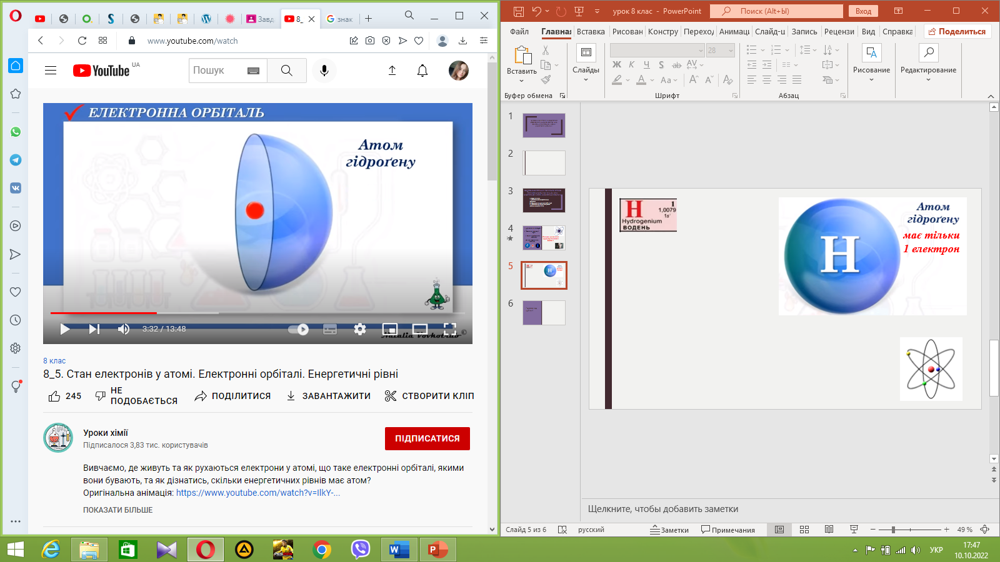 8_
Завд
G знак
www.youtube.com/watch
YouTube UA
Пошук
ЕЛЕКТРОННА ОРБІТАЛЬ
Атом
гідроґену
3:32 / 13:48
8 клас
8_5. Стан електронів у атомі. Електронні орбіталі. Енергетичні рівні
245
НЕ ПОДОБАЄТЬСЯ
ПОДІЛИТИСЯ
ЗАВАНТАЖИТИ
СТВОРИТИ КЛІП
Уроки хімії
Підписалося 3,83 тис. користувачів
ПІДПИСАТИСЯ
Вивчаємо, де живуть та як рухаються електрони у атомі, що таке електронні орбіталі, якими
вони бувають, та як дізнатись, скільки енергетичних рівнів має атом?
Оригінальна анімація: https://www.youtube.com/watch?v=IlkY-...
ПОКАЗАТИ БІЛЬШЕ
урок 8 клас - PowerPoint
Поиск (Alt+Ы)
Вход
Файл Главная Вставка Рисован Констру Переход Анимаци Слайд-ш Запись Рецензи Вид Справка Поделиться
Вставить
Буфер обмена
Слайды
28
Ж К Ч S ab AV
A Aa A A
Шрифт
Абзац
Рисование
Редактирование
1
2
3
4
5
6
H 1
1,0079
1s¹
Hydrogenium
ВОДЕНЬ
Н
Атом
гідроґену
має тільки
1 електрон
Щелкните, чтобы добавить заметки
Слайд 5 из 6
русский
Заметки
Примечания
49 %
УКР
17:47
10.10.2022